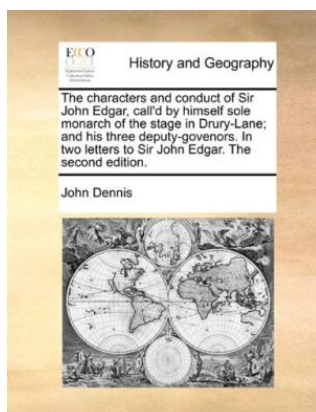 ECCO
History and Geography
The characters and conduct of Sir
John Edgar, call'd by himself sole
monarch of the stage in Drury-Lane;
and his three deputy-govenors. In
two letters to Sir John Edgar. The
second edition.
John Dennis